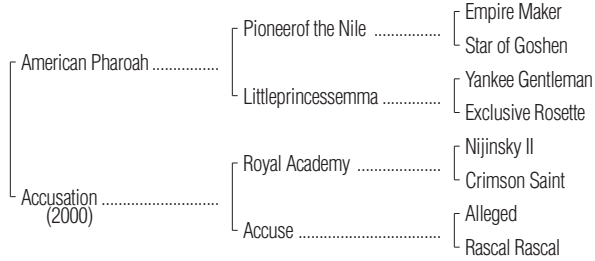 Empire Maker
Pioneerof the Nile ................
Star of Goshen
American Pharoah ................
Yankee Gentleman
Littleprincessemma ..............
Exclusive Rosette
Nijinsky II
Royal Academy ....................
Crimson Saint
Accusation ............................
(2000)
Alleged
Accuse ..................................
Rascal Rascal